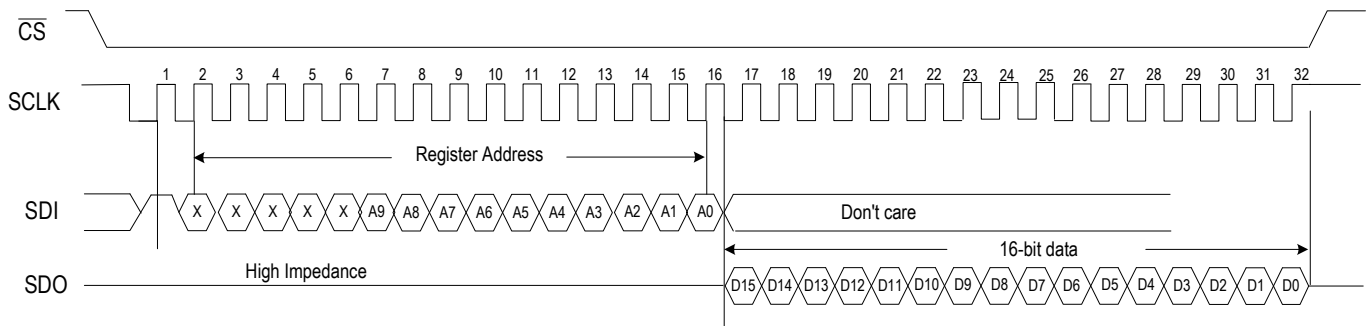 CS
1 2 3 4 5 6 7 8 9 10 11 12 13 14 15 16 17 18 19 20 21 22 23 24 25 26 27 28 29 30 31 32
SCLK
Register Address
SDI X X X X X A9 A8 A7 A6 A5 A4 A3 A2 A1 A0 Don't care
High Impedance 16-bit data
SDO D15 D14 D13 D12 D11 D10 D9 D8 D7 D6 D5 D4 D3 D2 D1 D0